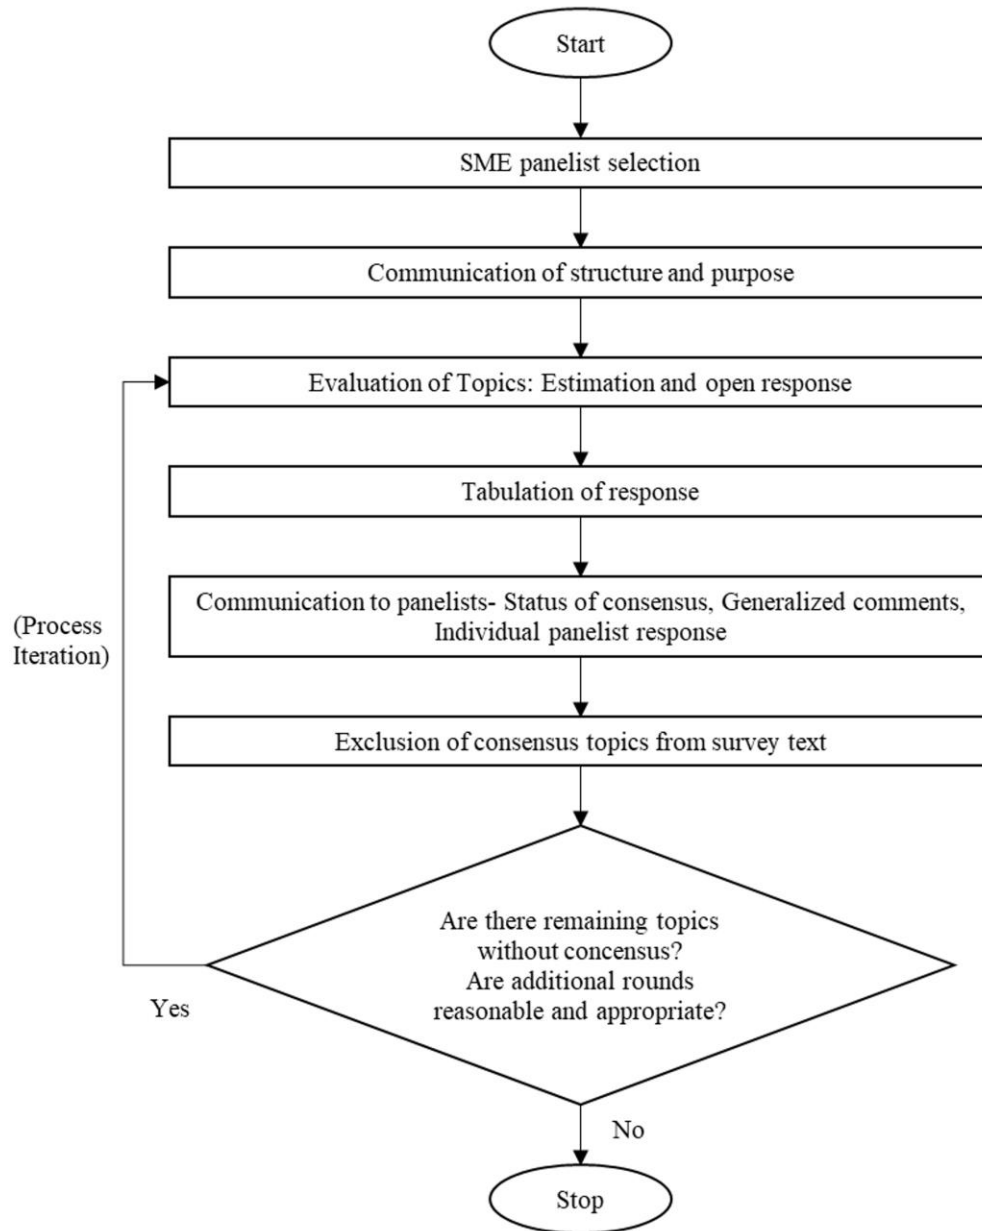 Start
SME panelist selection
Communication of structure and purpose
Evaluation of Topics: Estimation and open response
Tabulation of response
Communication to panelists- Status of consensus, Generalized comments,
Individual panelist response
(Process
Iteration)
Exclusion of consensus topics from survey text
Are there remaining topics
without concensus?
Are additional rounds
reasonable and appropriate?
Yes
No
Stop